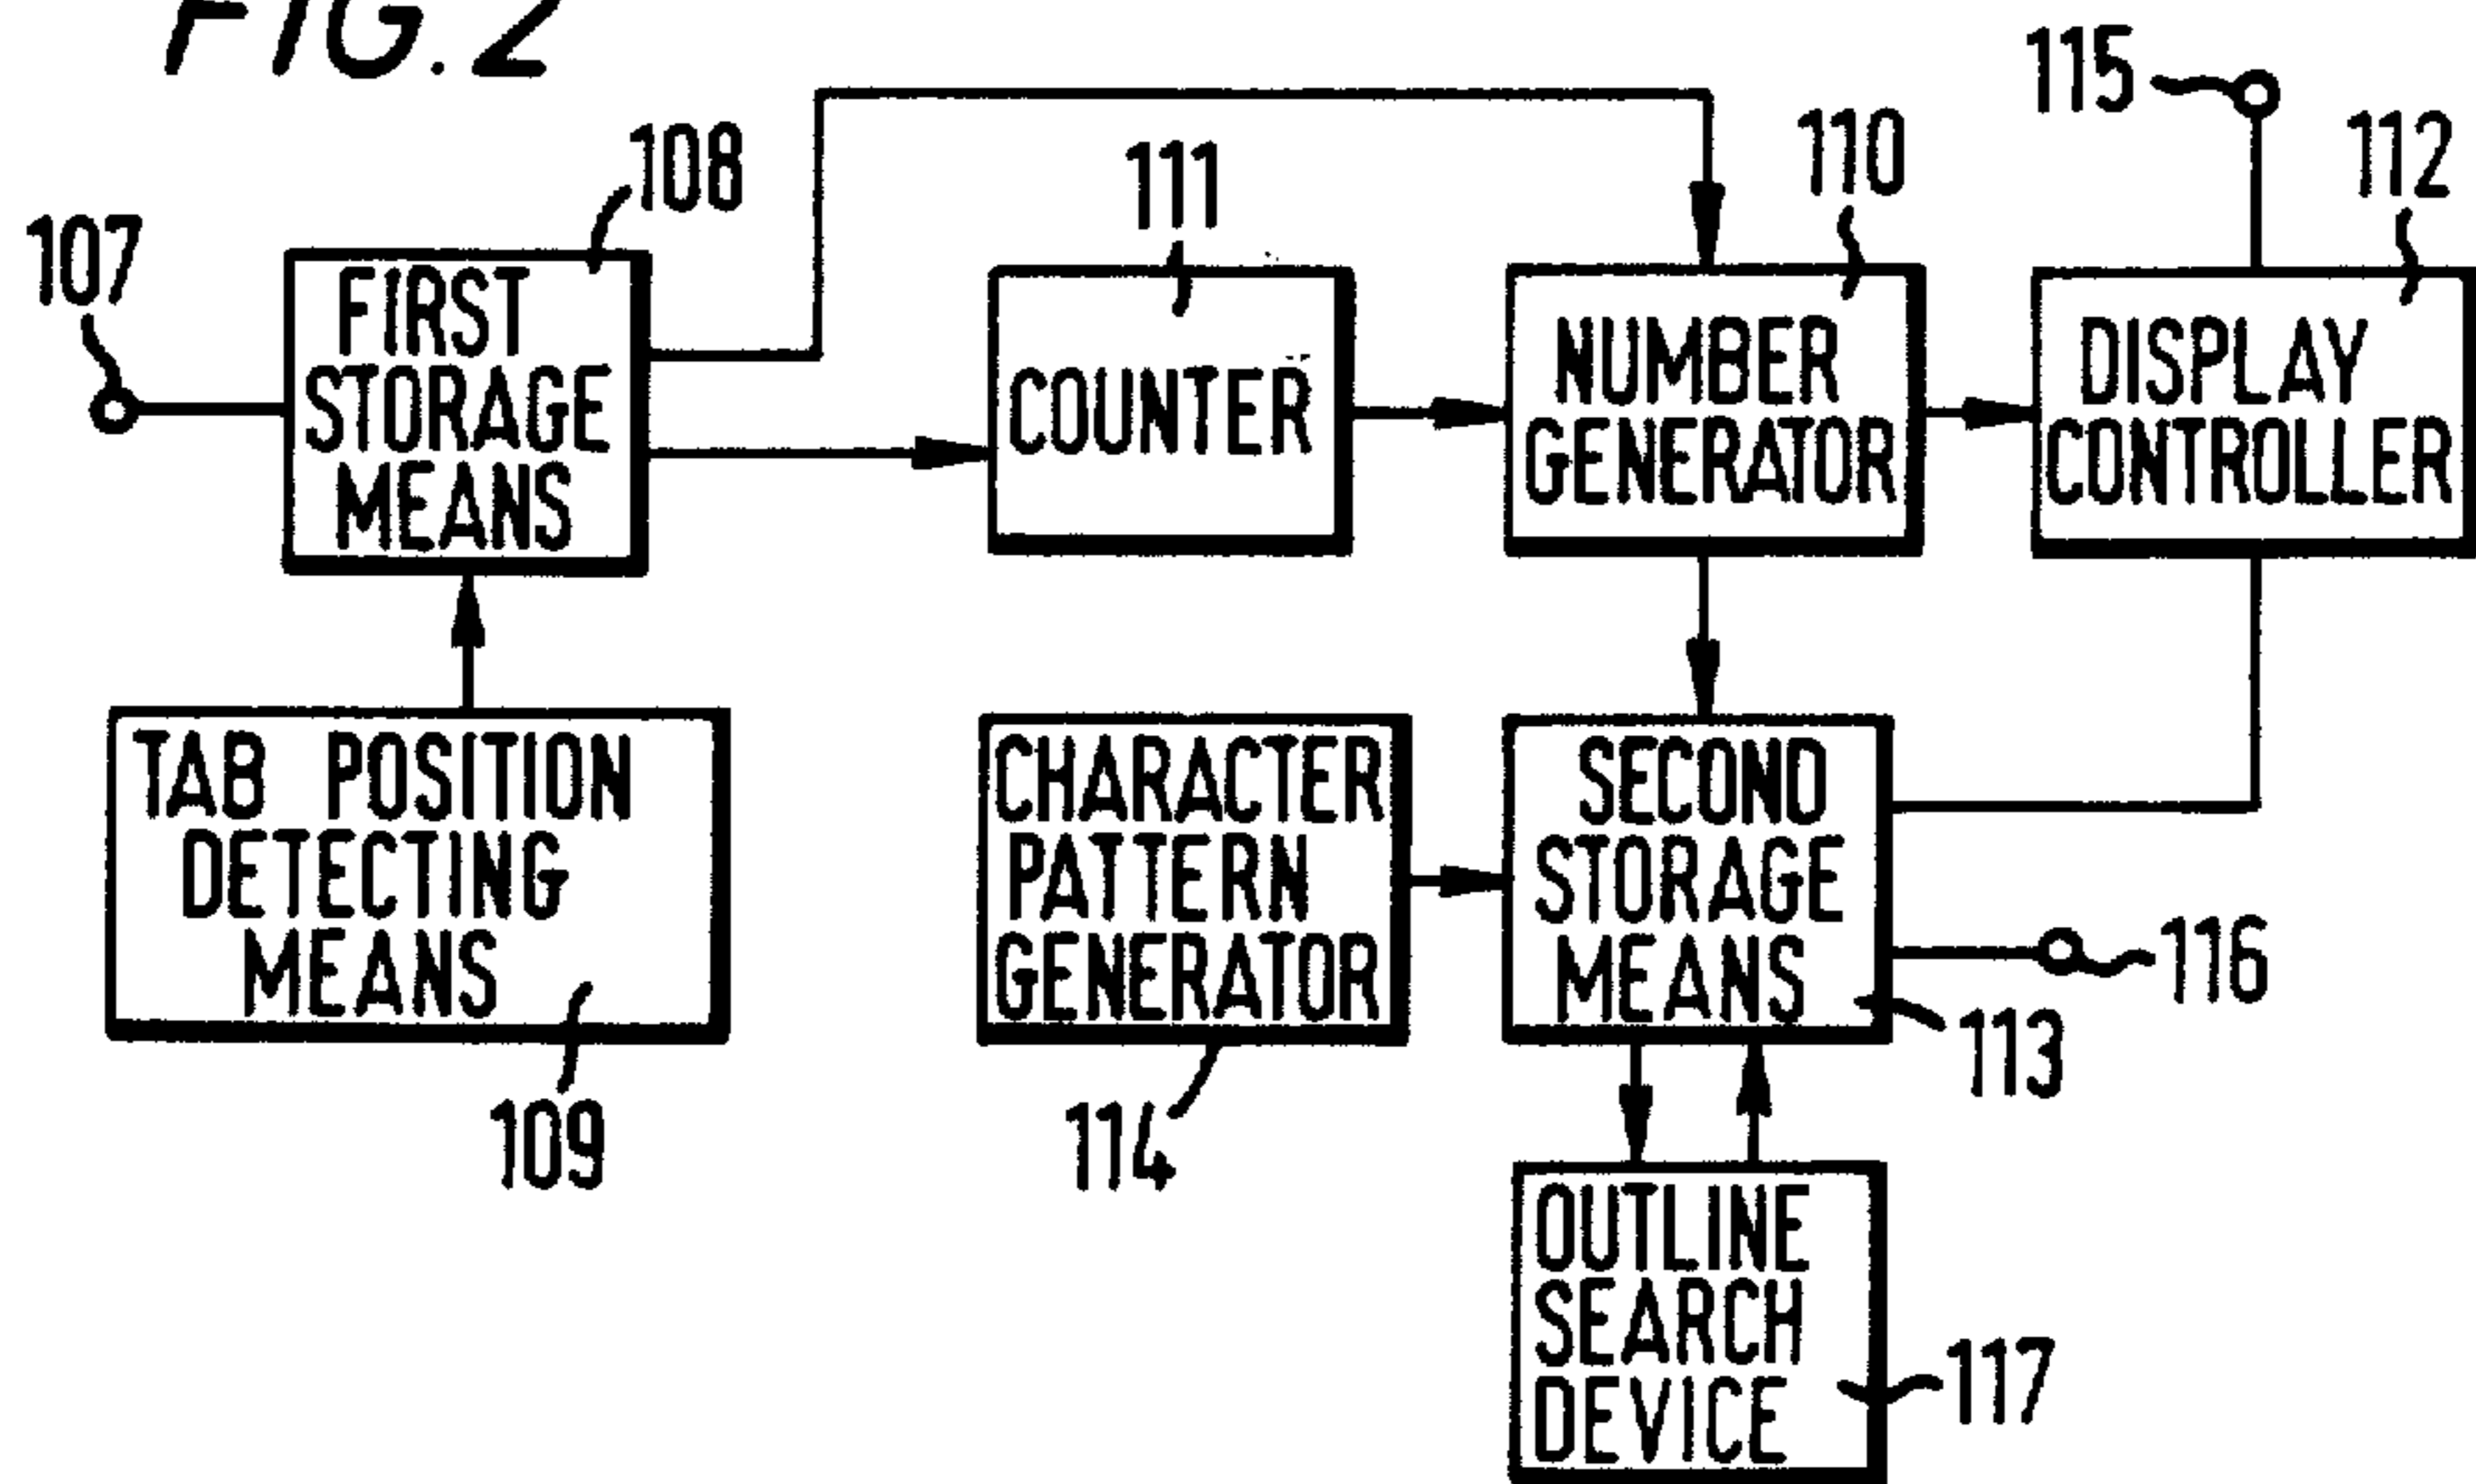 FIG. 2
115
110
112
108
111
107
FIRST
STORAGE
MEANS
COUNTER
NUMBER
GENERATOR
DISPLAY
CONTROLLER
TAB POSITION
DETECTING
MEANS
109
CHARACTER
PATTERN
GENERATOR
114
SECOND
STORAGE
MEANS
116
113
OUTLINE
SEARCH
DEVICE
117